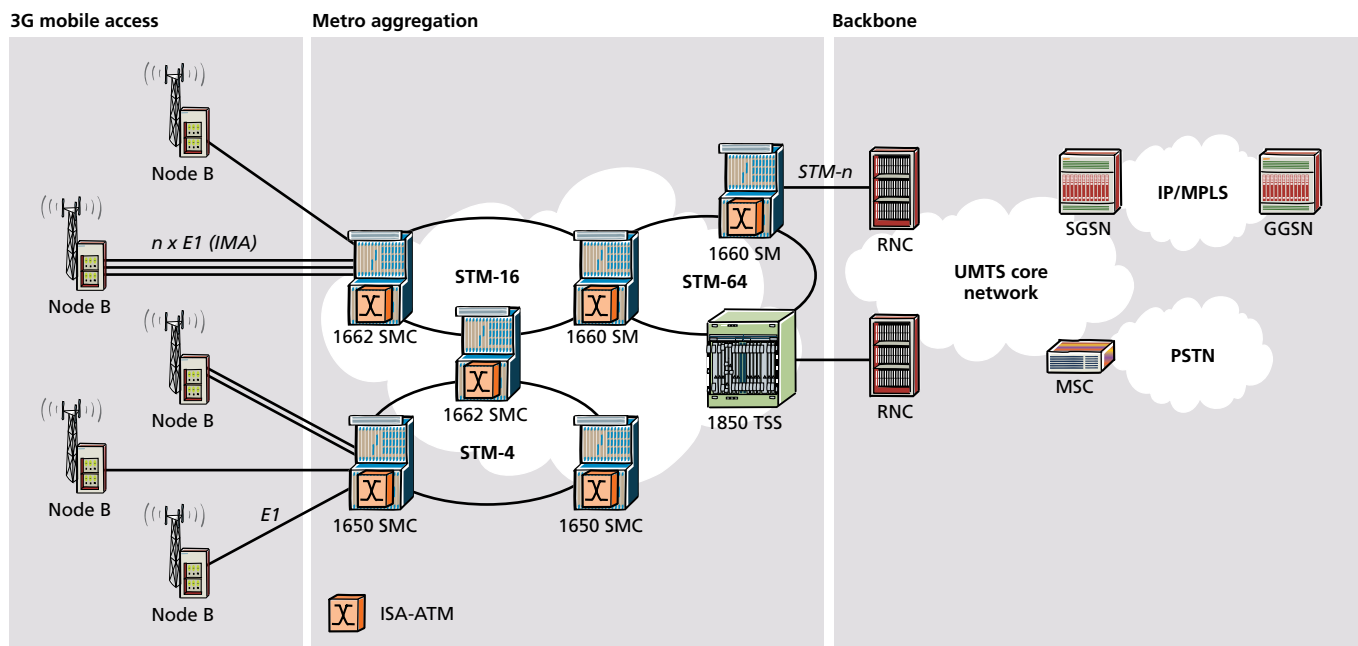 3G mobile access
Metro aggregation
Backbone
Node B
n x E1 (IMA)
Node B
Node B
Node B
E1
Node B
STM-16
1662 SMC
1660 SM
STM-64
1660 SM
STM-n
1662 SMC
1850 TSS
STM-4
1650 SMC
1650 SMC
ISA-ATM
RNC
UMTS core
network
RNC
SGSN
IP/MPLS
GGSN
MSC
PSTN